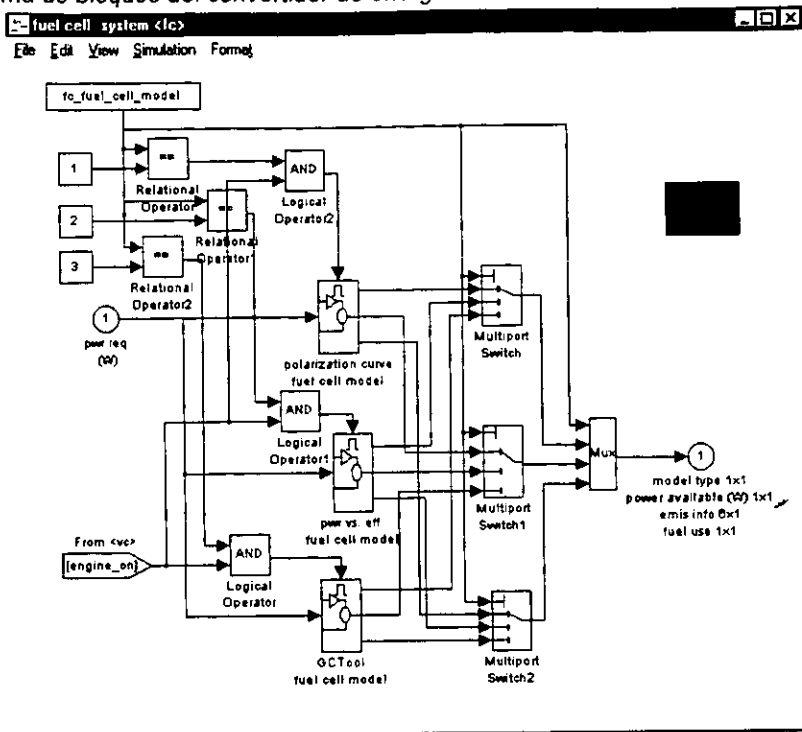 fuel cell system <fc>
File Edit View Simulation Format
fc_fuel_cell_model
1
==
Relational
Operator
AND
Logical
Operator2
2
==
Relational
Operator1
3
==
Relational
Operator2
1
pwr req
(W)
polarization curve
fuel cell model
Multiport
Switch
AND
Logical
Operator1
pwr vs. eff
fuel cell model
Multiport
Switch1
Mux
1
model type 1x1
power available (W) 1x1
emis info 6x1
fuel use 1x1
From <vc>
[engine_on]
AND
Logical
Operator
GCTool
fuel cell model
Multiport
Switch2